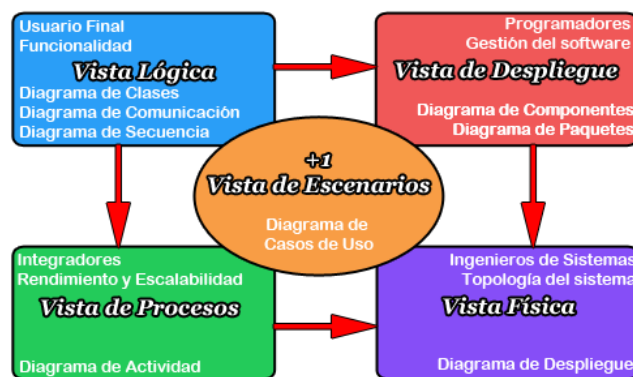 Usuario Final
Funcionalidad
Vista Lógica
Diagrama de Clases
Diagrama de Comunicación
Diagrama de Secuencia
Programadores
Gestión del software
Vista de Despliegue
Diagrama de Componentes
Diagrama de Paquetes
+1
Vista de Escenarios
Diagrama de
Casos de Uso
Integradores
Rendimiento y Escalabilidad
Vista de Procesos
Diagrama de Actividad
Ingenieros de Sistemas
Topología del sistema
Vista Física
Diagrama de Despliegue